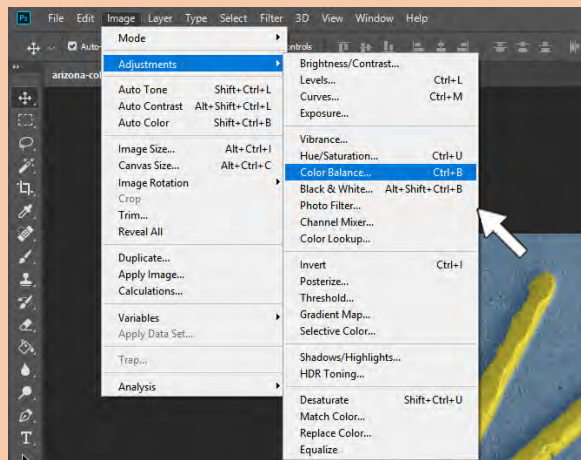 Ps File Edit Image Layer Type Select Filter 3D View Window Help
Auto-
ntrols
arizona-col
Mode
Adjustments
Auto Tone Shift+Ctrl+L
Auto Contrast Alt+Shift+Ctrl+L
Auto Color Shift+Ctrl+B
Image Size... Alt+Ctrl+I
Canvas Size... Alt+Ctrl+C
Image Rotation
Crop
Trim...
Reveal All
Duplicate...
Apply Image...
Calculations...
Variables
Apply Data Set...
Trap...
Analysis
Brightness/Contrast...
Levels... Ctrl+L
Curves... Ctrl+M
Exposure...
Vibrance...
Hue/Saturation... Ctrl+U
Color Balance... Ctrl+B
Black & White... Alt+Shift+Ctrl+B
Photo Filter...
Channel Mixer...
Color Lookup...
Invert Ctrl+I
Posterize...
Threshold...
Gradient Map...
Selective Color...
Shadows/Highlights...
HDR Toning...
Desaturate Shift+Ctrl+U
Match Color...
Replace Color...
Equalize